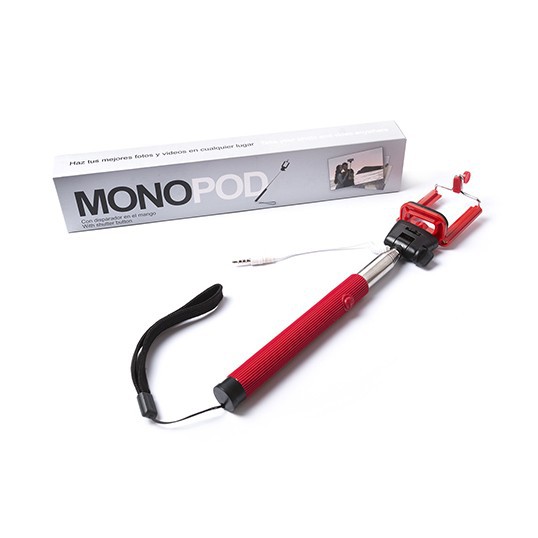 Haz tus mejores fotos y videos en cualquier lugar
MONOPOD
Con disparador en el mango
With shutter button